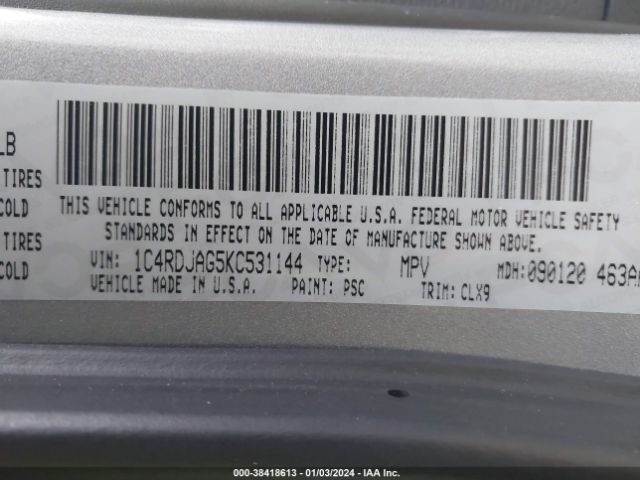 LB
TIRES
COLD
TIRES
COLD
THIS VEHICLE CONFORMS TO ALL APPLICABLE U.S.A. FEDERAL MOTOR VEHICLE SAFETY
STANDARDS IN EFFECT ON THE DATE OF MANUFACTURE SHOWN ABOVE.
VIN: 1C4RDJAG5KC531144 TYPE: MPV MDH:090120 463AA
VEHICLE MADE IN U.S.A. PAINT: PSC TRIM: CLX9
000-38418613 - 01/03/2024 - IAA Inc.